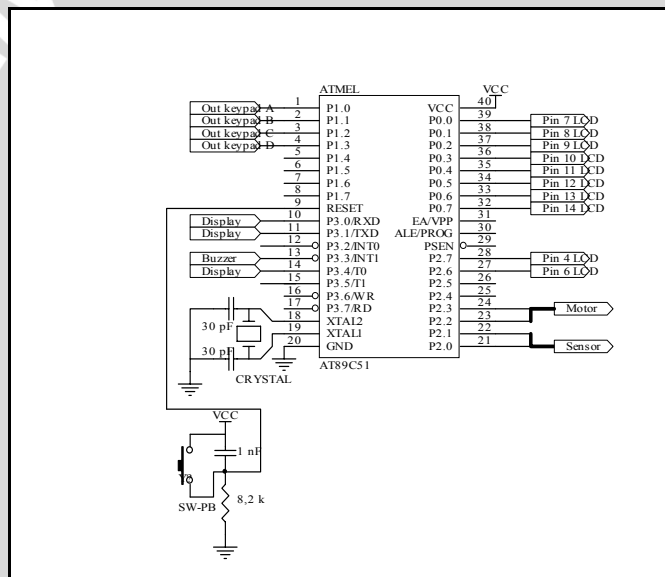 ATMEL
VCC
Out keypad A 1 P1.0 VCC 40
Out keypad B 2 P1.1 P0.0 39 Pin 7 LCD
Out keypad C 3 P1.2 P0.1 38 Pin 8 LCD
Out keypad D 4 P1.3 P0.2 37 Pin 9 LCD
5 P1.4 P0.3 36 Pin 10 LCD
6 P1.5 P0.4 35 Pin 11 LCD
7 P1.6 P0.5 34 Pin 12 LCD
8 P1.7 P0.6 33 Pin 13 LCD
9 RESET P0.7 32 Pin 14 LCD
Display 10 P3.0/RXD EA/VPP 31
Display 11 P3.1/TXD ALE/PROG 30
12 P3.2/INT0 PSEN 29
Buzzer 13 P3.3/INT1 P2.7 28 Pin 4 LCD
Display 14 P3.4/T0 P2.6 27 Pin 6 LCD
15 P3.5/T1 P2.5 26
16 P3.6/WR P2.4 25
17 P3.7/RD P2.3 24 Motor
18 XTAL2 P2.2 23
19 XTAL1 P2.1 22
20 GND P2.0 21 Sensor
30 pF
30 pF
CRYSTAL
AT89C51
VCC
1 nF
SW-PB
8,2 k